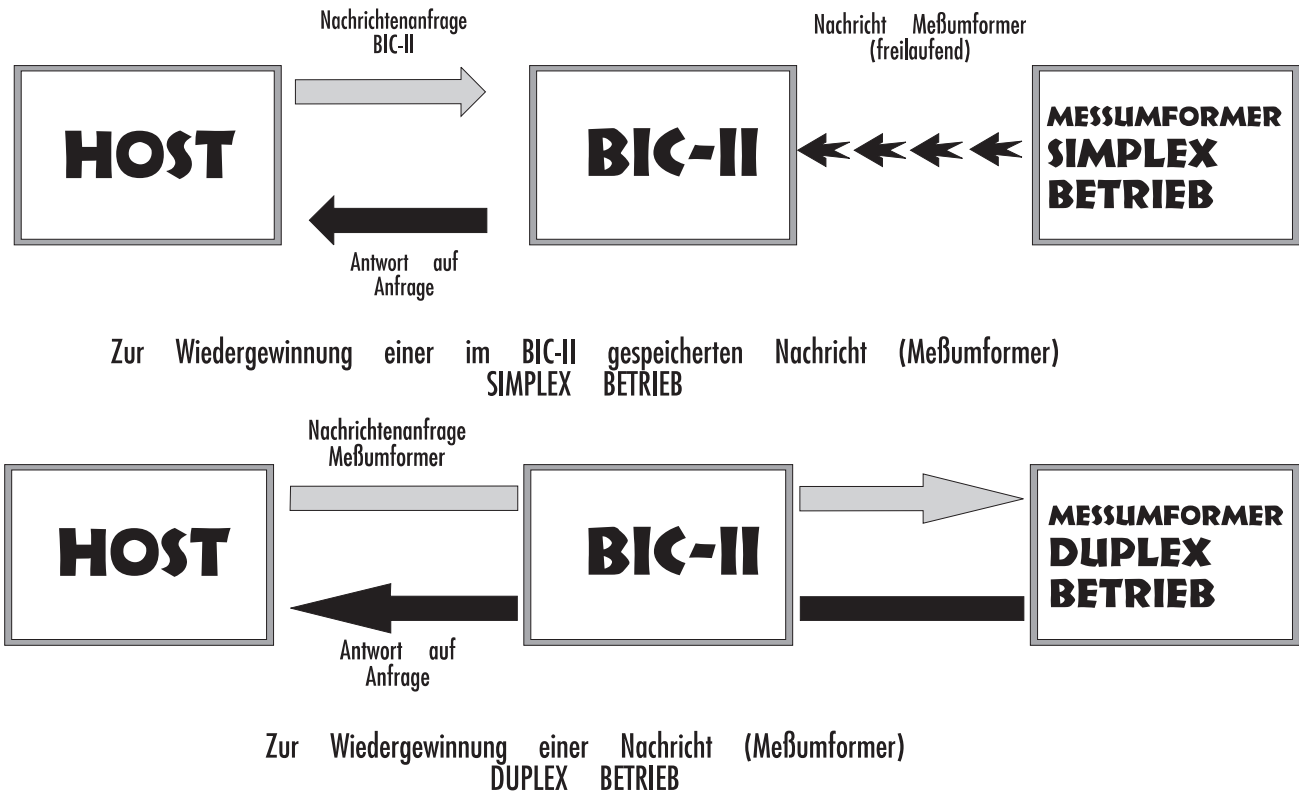 Nachrichtenanfrage
BIC-II
Nachricht Meßumformer
(freilaufend)
HOST
BIC-II
MESSUMFORMER
SIMPLEX
BETRIEB
Antwort auf
Anfrage
Zur Wiedergewinnung einer im BIC-II gespeicherten Nachricht (Meßumformer)
SIMPLEX BETRIEB
Nachrichtenanfrage
Meßumformer
HOST
BIC-II
MESSUMFORMER
DUPLEX
BETRIEB
Antwort auf
Anfrage
Zur Wiedergewinnung einer Nachricht (Meßumformer)
DUPLEX BETRIEB